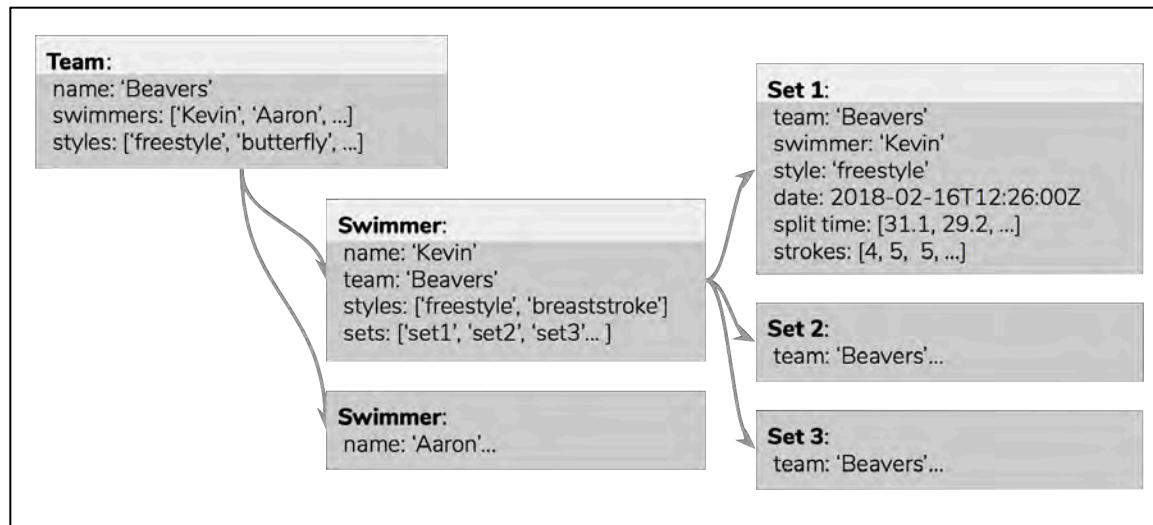 Team:
name: ‘Beavers’
swimmers: [‘Kevin’, ‘Aaron’, ...]
styles: [‘freestyle’, ‘butterfly’, ...]
Swimmer:
name: ‘Kevin’
team: ‘Beavers’
styles: [‘freestyle’, ‘breaststroke’]
sets: [‘set1’, ‘set2’, ‘set3’... ]
Swimmer:
name: ‘Aaron’...
Set 1:
team: ‘Beavers’
swimmer: ‘Kevin’
style: ‘freestyle’
date: 2018-02-16T12:26:00Z
split time: [31.1, 29.2, ...]
strokes: [4, 5,  5, ...]
Set 2:
team: ‘Beavers’...
Set 3:
team: ‘Beavers’...